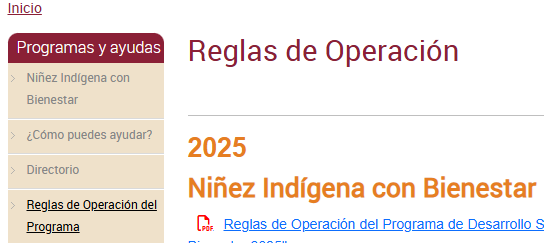 Inicio
Programas y ayudas
Niñez Indígena con
Bienestar
¿Cómo puedes ayudar?
Directorio
Reglas de Operación del
Programa
Reglas de Operación
2025
Niñez Indígena con Bienestar
Reglas de Operación del Programa de Desarrollo S